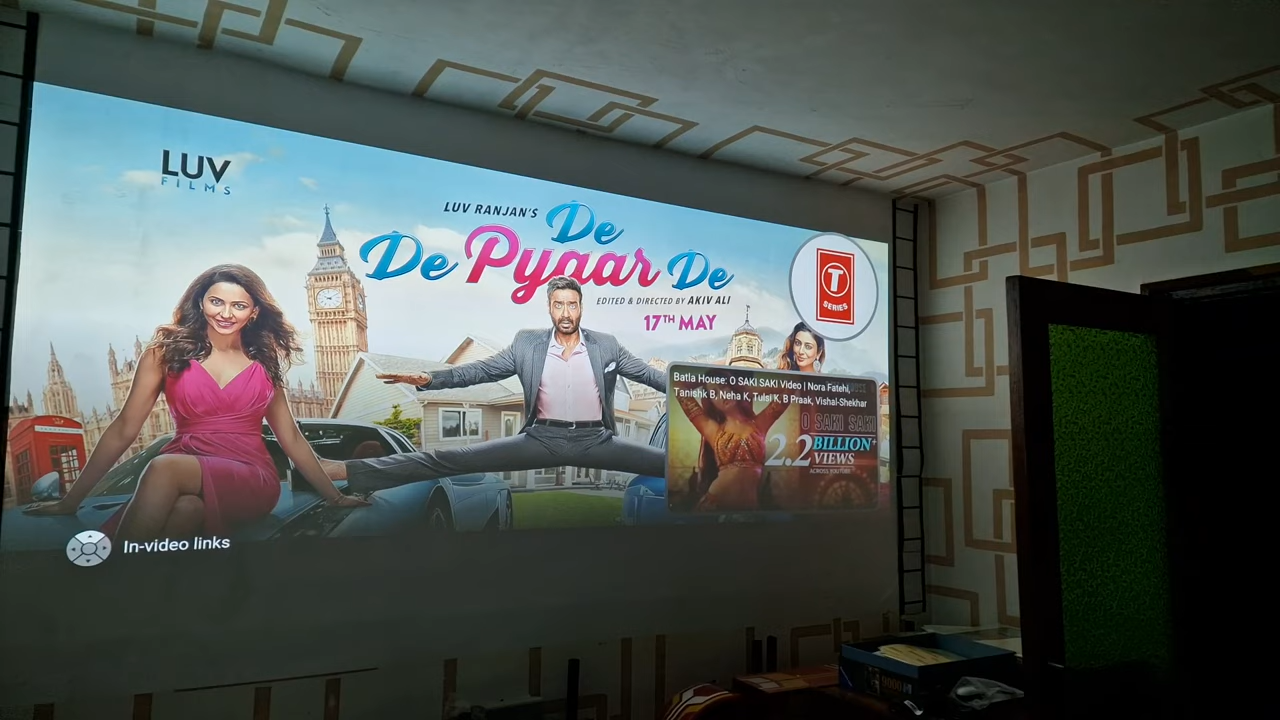 LUV
FILMS
LUV RANJAN'S
De
De Pyaar De
EDITED & DIRECTED BY AKIV ALI
17TH MAY
T
SERIES
Batla House: O SAKI SAKI Video | Nora Fatehi,
Tanishk B, Neha K, Tulsi K, B Praak, Vishal-Shekhar
O SAKI SAKI
2.2 BILLION+
VIEWS
ACROSS YOUTUBE
In-video links